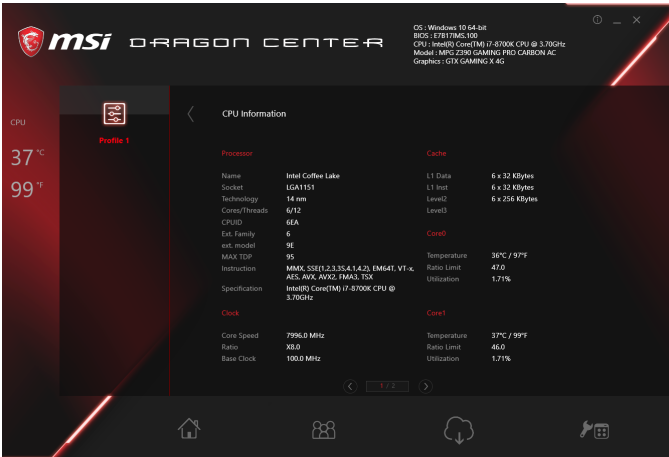 msi DRAGON CENTER
OS : Windows 10 64-bit
BIOS : E7B17IMS.100
CPU : Intel(R) Core(TM) i7-8700K CPU @ 3.70GHz
Model : MPG Z390 GAMING PRO CARBON AC
Graphics : GTX GAMING X 4G
CPU
37 °C
99 °F
Profile 1
CPU Information
Processor
Name Intel Coffee Lake
Socket LGA1151
Technology 14 nm
Cores/Threads 6/12
CPUID 6EA
Ext. Family 6
ext. model 9E
MAX TDP 95
Instruction MMX, SSE(1,2,3,3S,4.1,4.2), EM64T, VT-x,
AES, AVX, AVX2, FMA3, TSX
Specification Intel(R) Core(TM) i7-8700K CPU @
3.70GHz
Clock
Core Speed 7996.0 MHz
Ratio X8.0
Base Clock 100.0 MHz
Cache
L1 Data 6 x 32 KBytes
L1 Inst 6 x 32 KBytes
Level2 6 x 256 KBytes
Level3
Core0
Temperature 36°C / 97°F
Ratio Limit 47.0
Utilization 1.71%
Core1
Temperature 37°C / 99°F
Ratio Limit 46.0
Utilization 1.71%
1 / 2